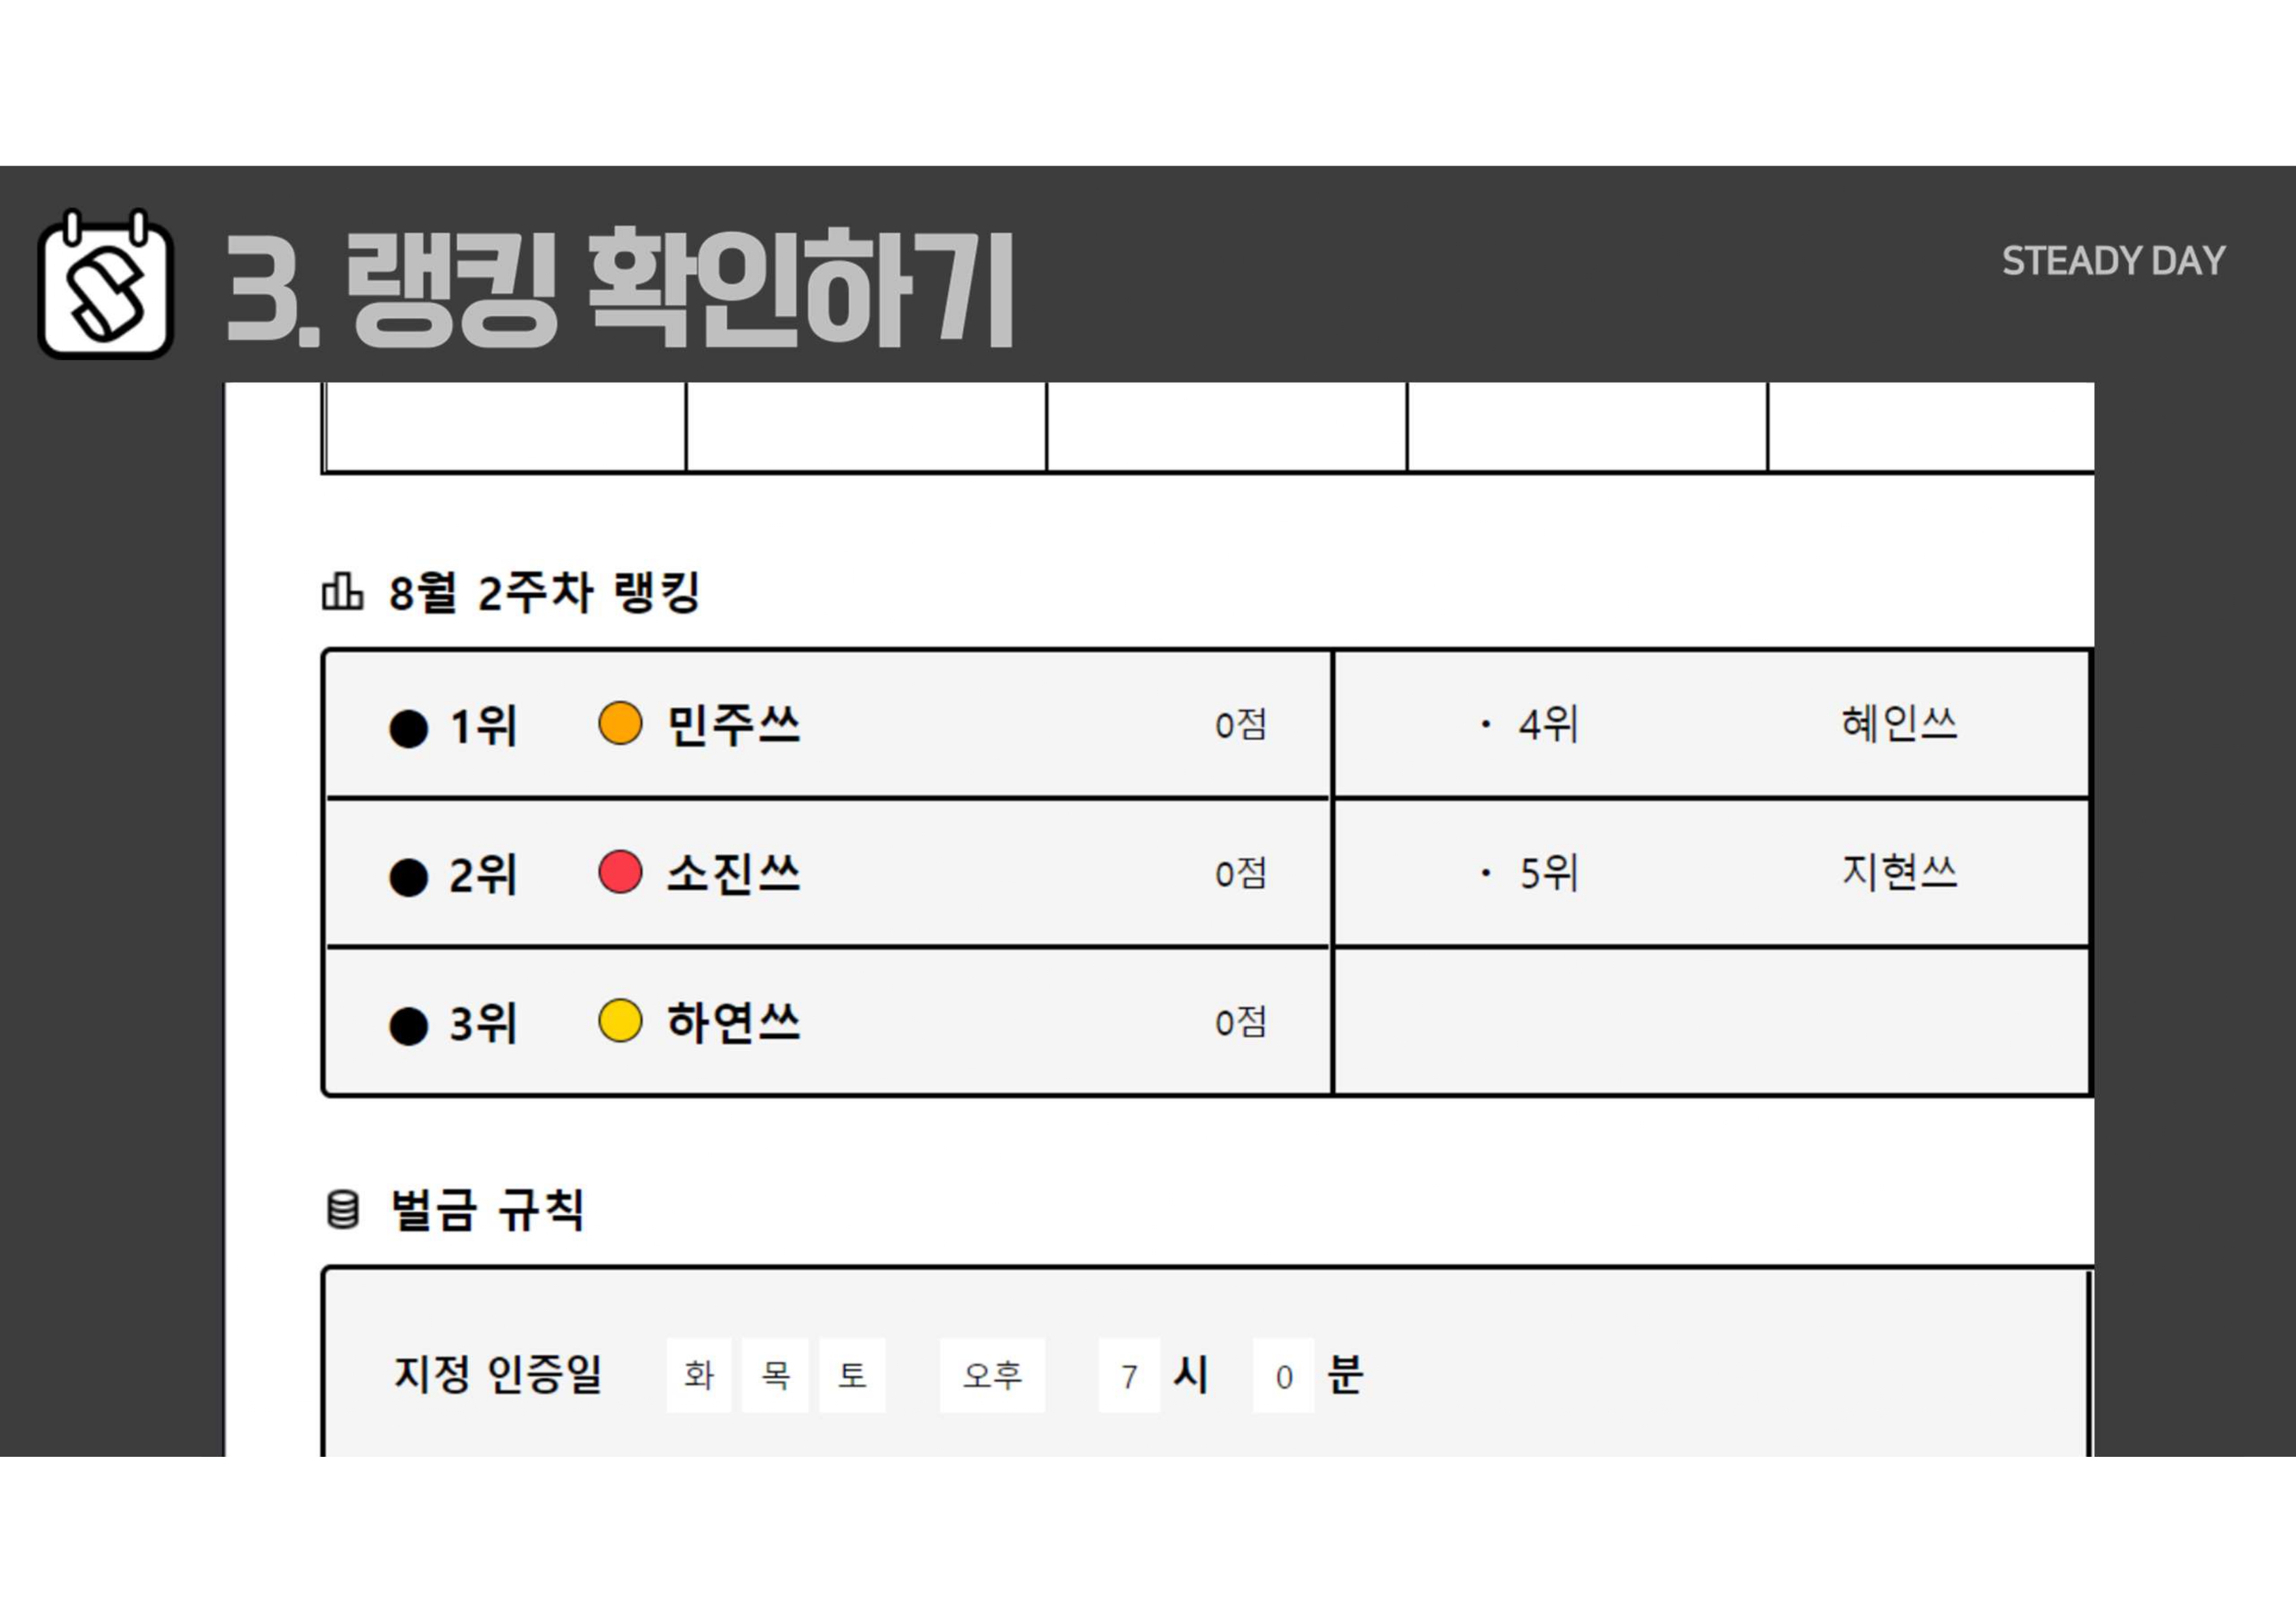 3. 랭킹 확인하기
STEADY DAY
8월 2주차 랭킹
1위 민주쓰 0점 · 4위 혜인쓰
2위 소진쓰 0점 · 5위 지현쓰
3위 하연쓰 0점
벌금 규칙
지정 인증일 화 목 토 오후 7 시 0 분